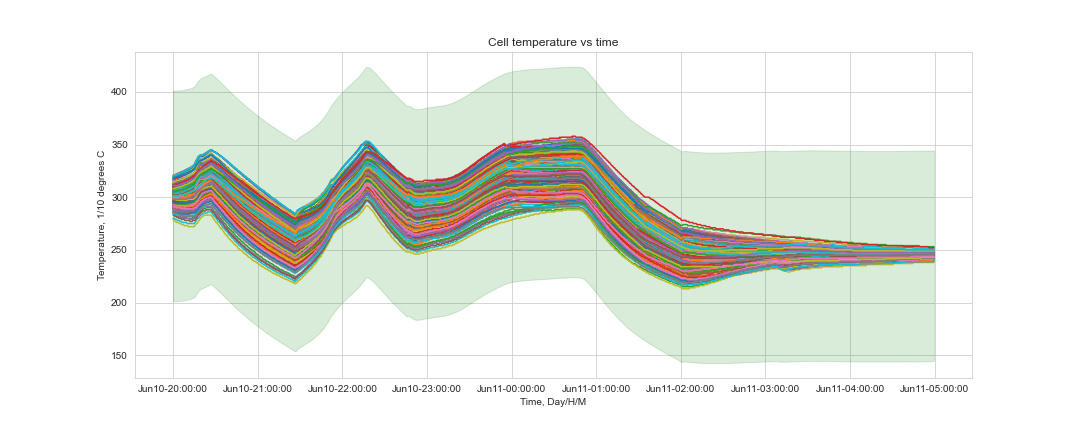 Cell temperature vs time
Temperature, 1/10 degrees C
400
350
300
250
200
150
Jun10-20:00:00 Jun10-21:00:00 Jun10-22:00:00 Jun10-23:00:00 Jun11-00:00:00 Jun11-01:00:00 Jun11-02:00:00 Jun11-03:00:00 Jun11-04:00:00 Jun11-05:00:00
Time, Day/H/M